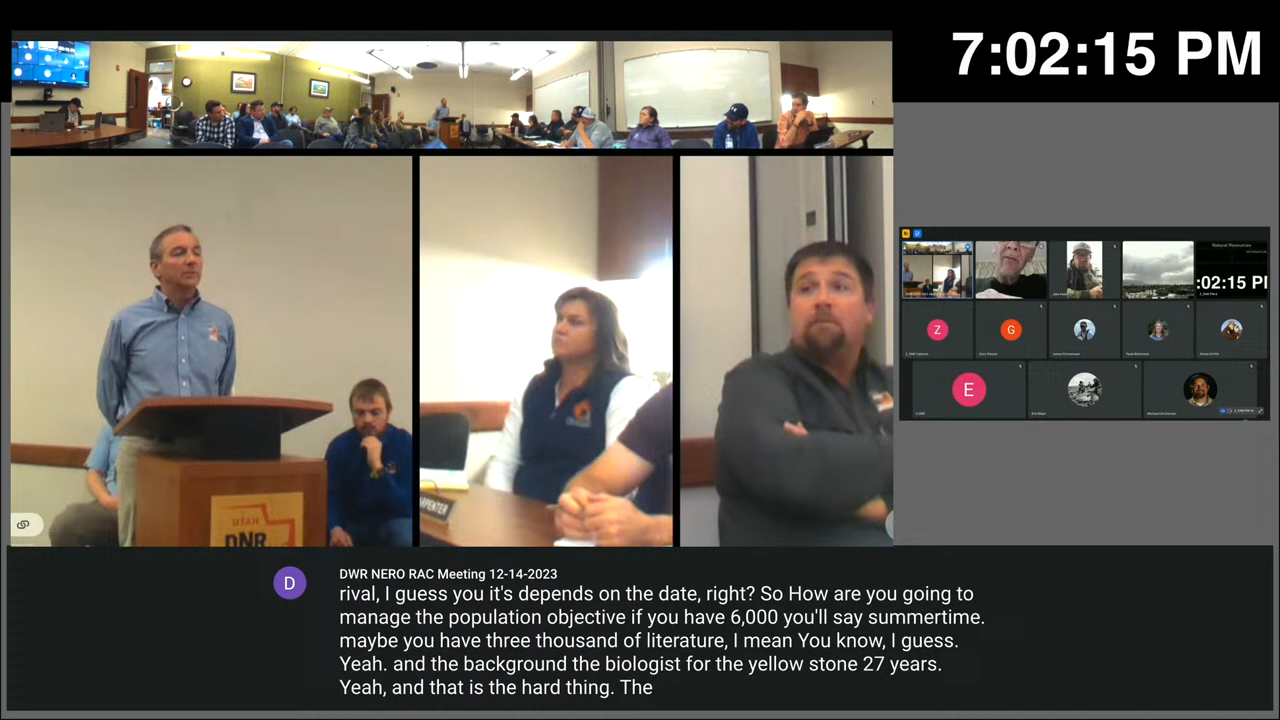 7:02:15 PM
Natural Resources
:02:15 PI
Z
G
E
ARPENTER
UTAH
DNR
D
DWR NERO RAC Meeting 12-14-2023
rival, I guess you it's depends on the date, right? So How are you going to
manage the population objective if you have 6,000 you'll say summertime.
maybe you have three thousand of literature, I mean You know, I guess.
Yeah. and the background the biologist for the yellow stone 27 years.
Yeah, and that is the hard thing. The